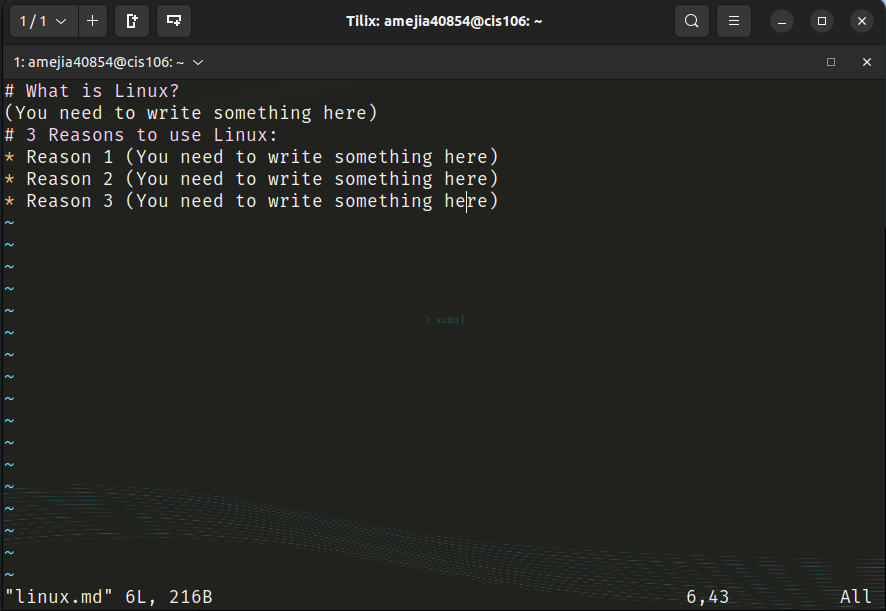 1 / 1
Tilix: amejia40854@cis106: ~
1: amejia40854@cis106: ~
# What is Linux?
(You need to write something here)
# 3 Reasons to use Linux:
* Reason 1 (You need to write something here)
* Reason 2 (You need to write something here)
* Reason 3 (You need to write something here)
~
~
~
~
~
> sudo
~
~
~
~
~
~
~
~
~
~
~
~
"linux.md" 6L, 216B 6,43 All